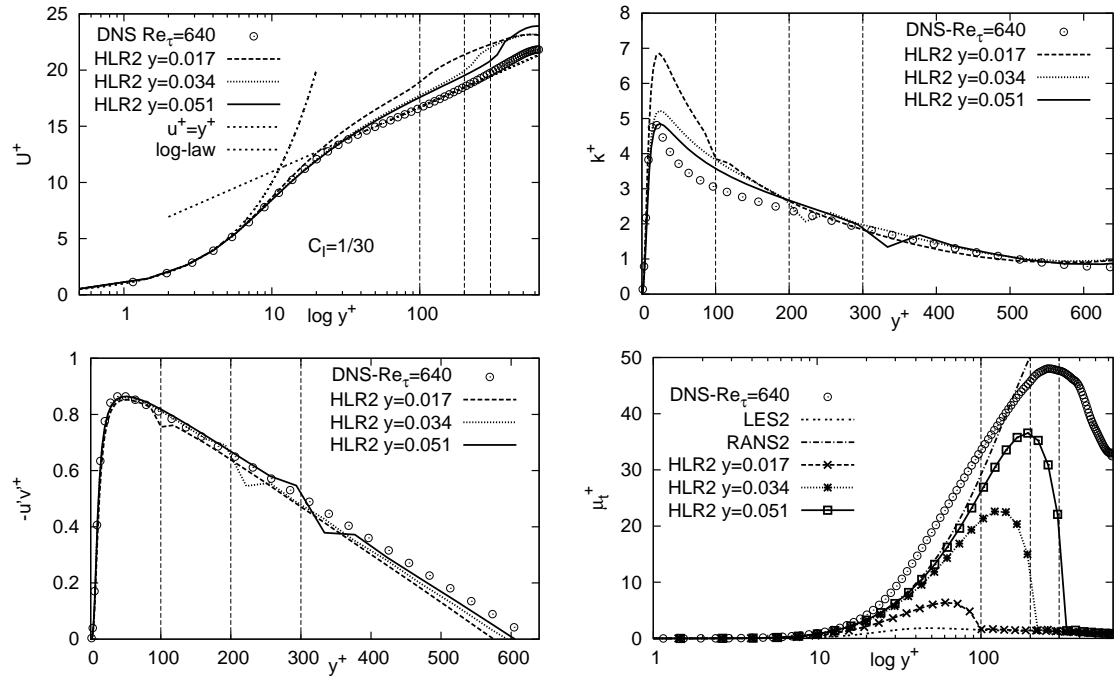 25
20
15
10
5
0
U⁺
1
10
100
log y⁺
DNS Reτ=640
HLR2 y=0.017
HLR2 y=0.034
HLR2 y=0.051
u⁺=y⁺
log-law
Cl=1/30
8
7
6
5
4
3
2
1
0
k⁺
0
100
200
300
400
500
600
y⁺
DNS-Reτ=640
HLR2 y=0.017
HLR2 y=0.034
HLR2 y=0.051
1
0.8
0.6
0.4
0.2
0
-u'v'⁺
0
100
200
300
400
500
600
y⁺
DNS-Reτ=640
HLR2 y=0.017
HLR2 y=0.034
HLR2 y=0.051
50
40
30
20
10
0
μt⁺
1
10
100
log y⁺
DNS-Reτ=640
LES2
RANS2
HLR2 y=0.017
HLR2 y=0.034
HLR2 y=0.051